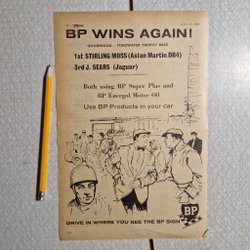 BP WINS AGAIN!
GOODWOOD - FORDWATER TROPHY RACE
1st STIRLING MOSS (Aston Martin DB4)
3rd J. SEARS (Jaguar)
Both using BP Super Plus and
BP Energol Motor Oil
Use BP Products in your car
BP
DRIVE IN WHERE YOU SEE THE BP SIGN